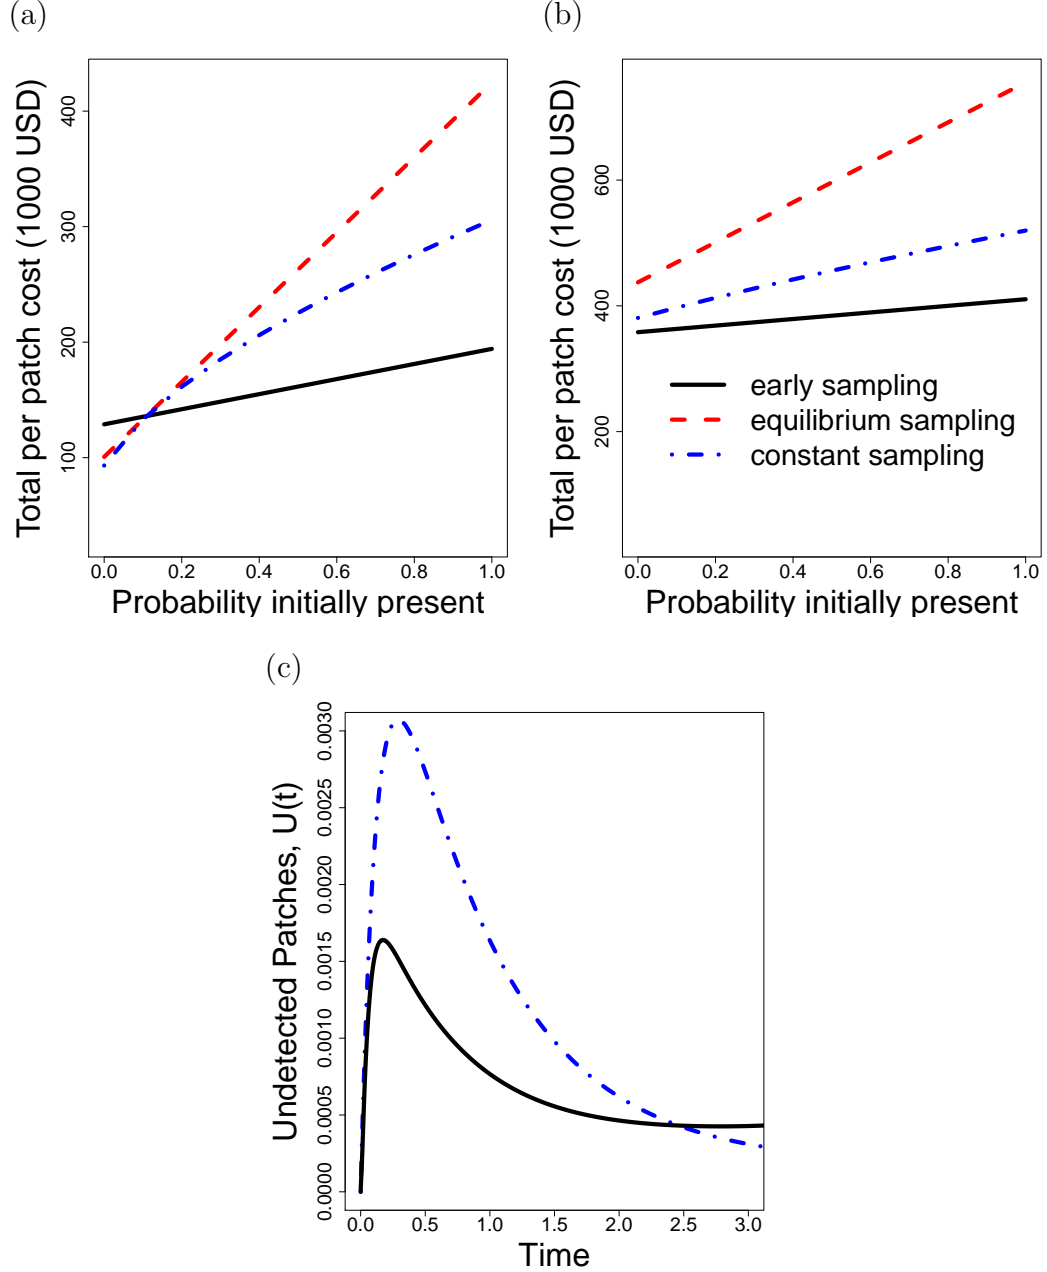 (a)
Total per patch cost (1000 USD)
400
300
200
100
0.0 0.2 0.4 0.6 0.8 1.0
Probability initially present
(b)
Total per patch cost (1000 USD)
600
400
200
early sampling
equilibrium sampling
constant sampling
0.0 0.2 0.4 0.6 0.8 1.0
Probability initially present
(c)
Undetected Patches, U(t)
0.0030
0.0025
0.0020
0.0015
0.0010
0.0005
0.0000
0.0 0.5 1.0 1.5 2.0 2.5 3.0
Time